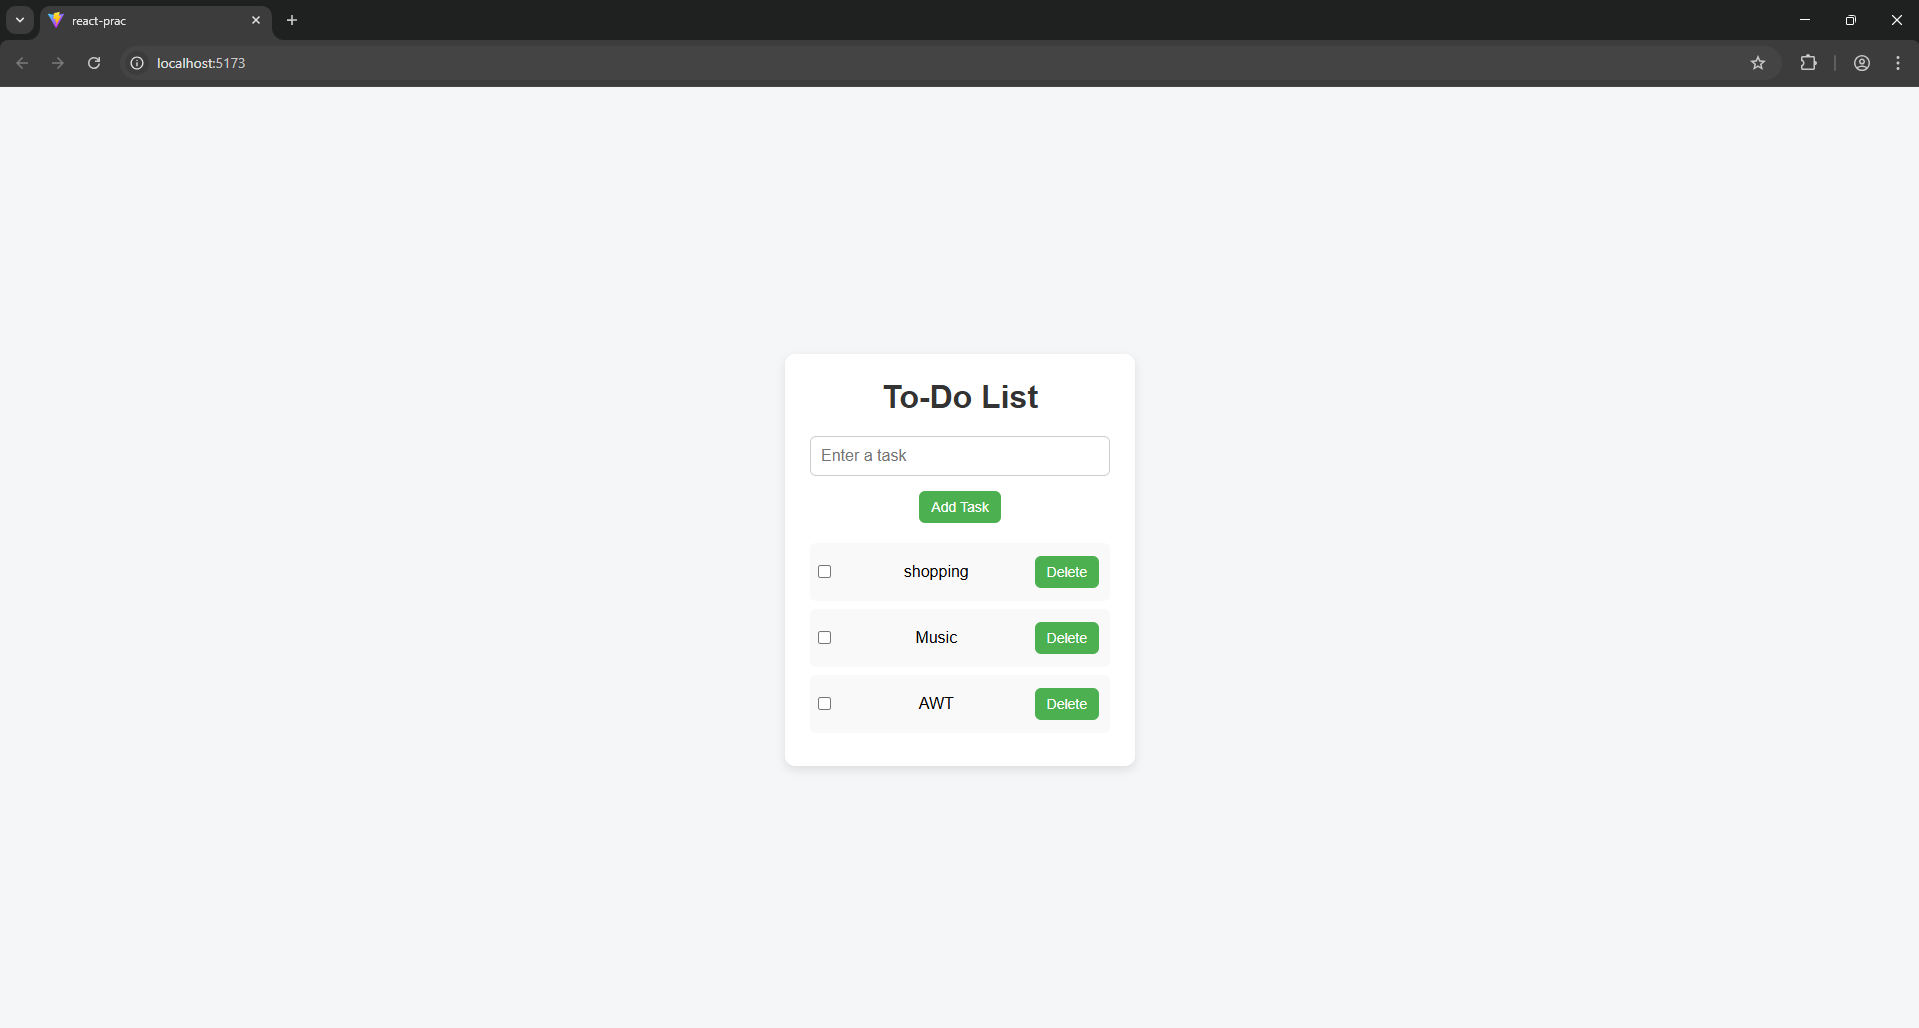 react-prac
localhost:5173
To-Do List
Enter a task
Add Task
shopping Delete
Music Delete
AWT Delete